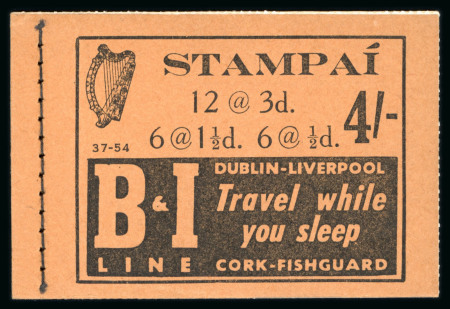 STAMPAÍ
12 @ 3d.
6 @ 1½d. 6 @ ½d. 4/-
37-54
B & I
LINE
DUBLIN-LIVERPOOL
Travel while
you sleep
CORK-FISHGUARD